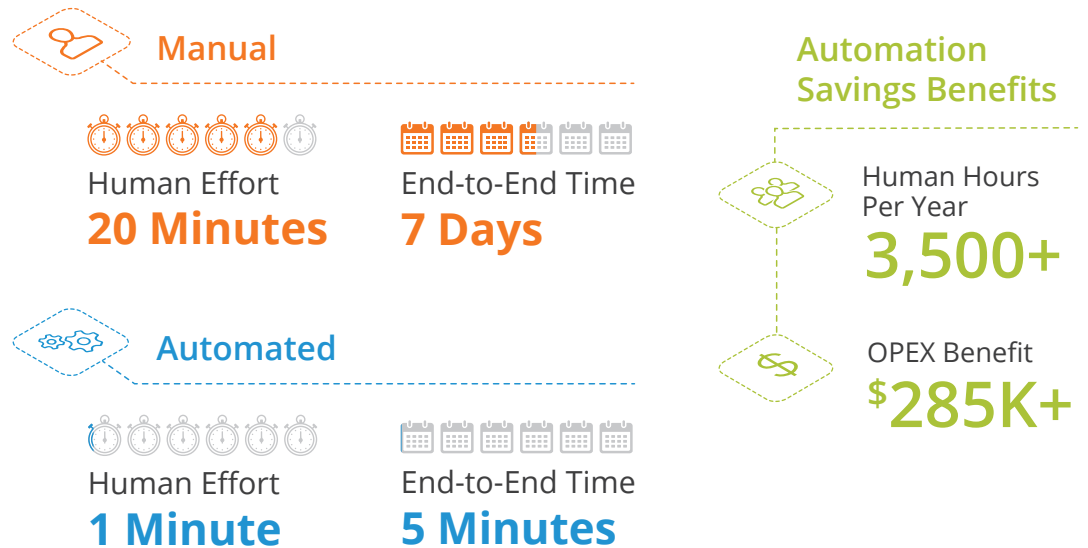 Manual
Human Effort
20 Minutes
End-to-End Time
7 Days
Automated
Human Effort
1 Minute
End-to-End Time
5 Minutes
Automation
Savings Benefits
Human Hours
Per Year
3,500+
OPEX Benefit
$285K+